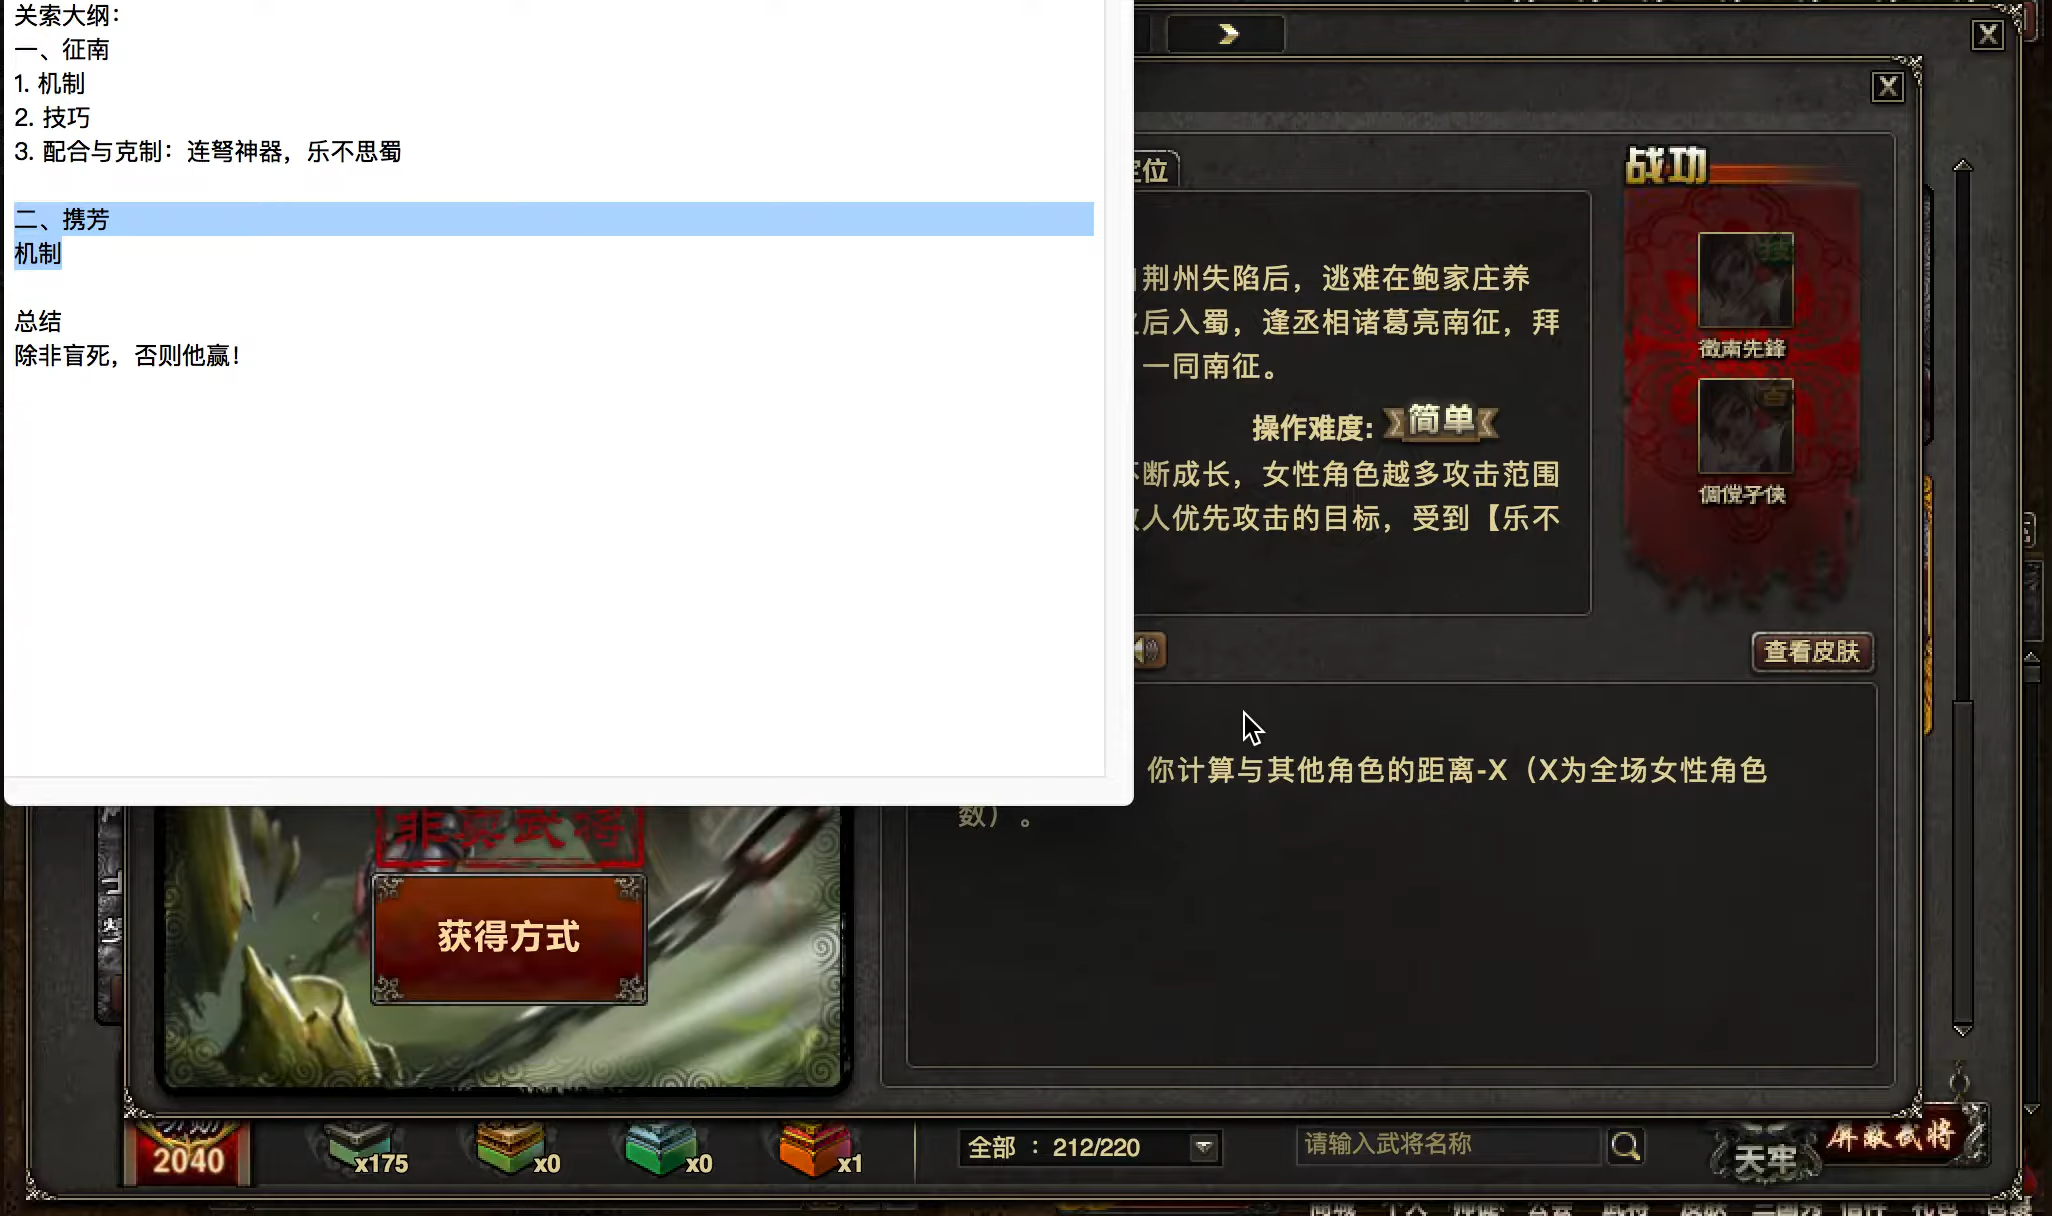 关索大纲：
一、征南
1. 机制
2. 技巧
3. 配合与克制：连弩神器，乐不思蜀
二、携芳
机制
总结
除非盲死，否则他赢！
位
战功
荆州失陷后，逃难在鲍家庄养
后入蜀，逢丞相诸葛亮南征，拜
一同南征。
操作难度：简单
断成长，女性角色越多攻击范围
人优先攻击的目标，受到【乐不
技
徵南先鋒
倜傥孑侠
查看皮肤
你计算与其他角色的距离-X（X为全场女性角色
数）。
获得方式
2040
x175
x0
x0
x1
全部 ：212/220
请输入武将名称
天牢
屏蔽武将